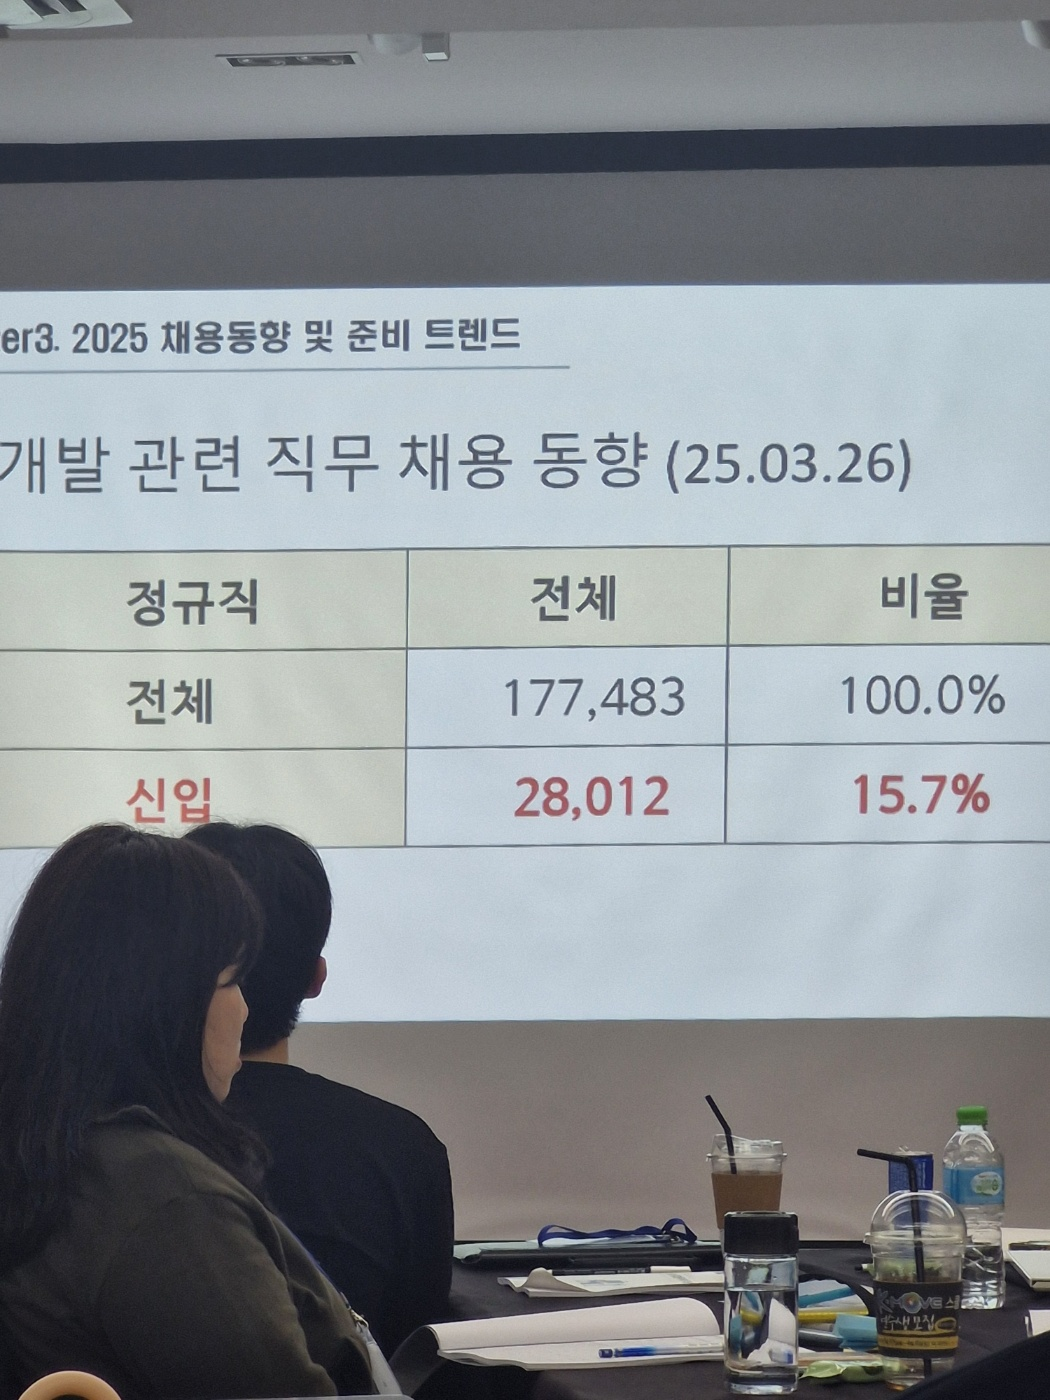 er3. 2025 채용동향 및 준비 트렌드
개발 관련 직무 채용 동향 (25.03.26)
정규직 전체 비율
전체 177,483 100.0%
신입 28,012 15.7%